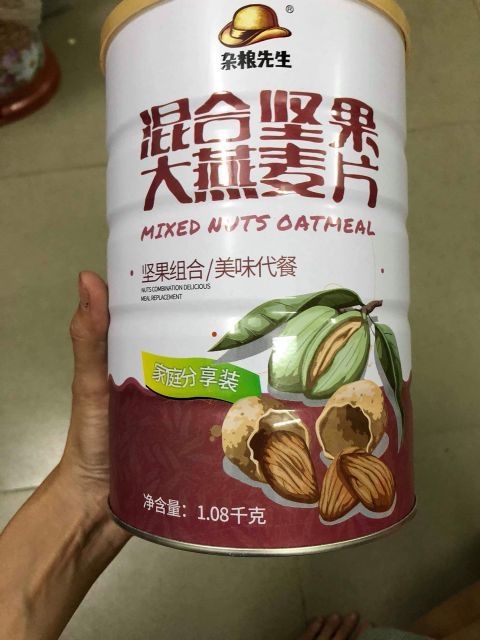 ®
杂粮先生
混合坚果
大燕麦片
MIXED NUTS OATMEAL
坚果组合/美味代餐
NUTS COMBINATION DELICIOUS
MEAL REPLACEMENT
家庭分享装
净含量：1.08千克